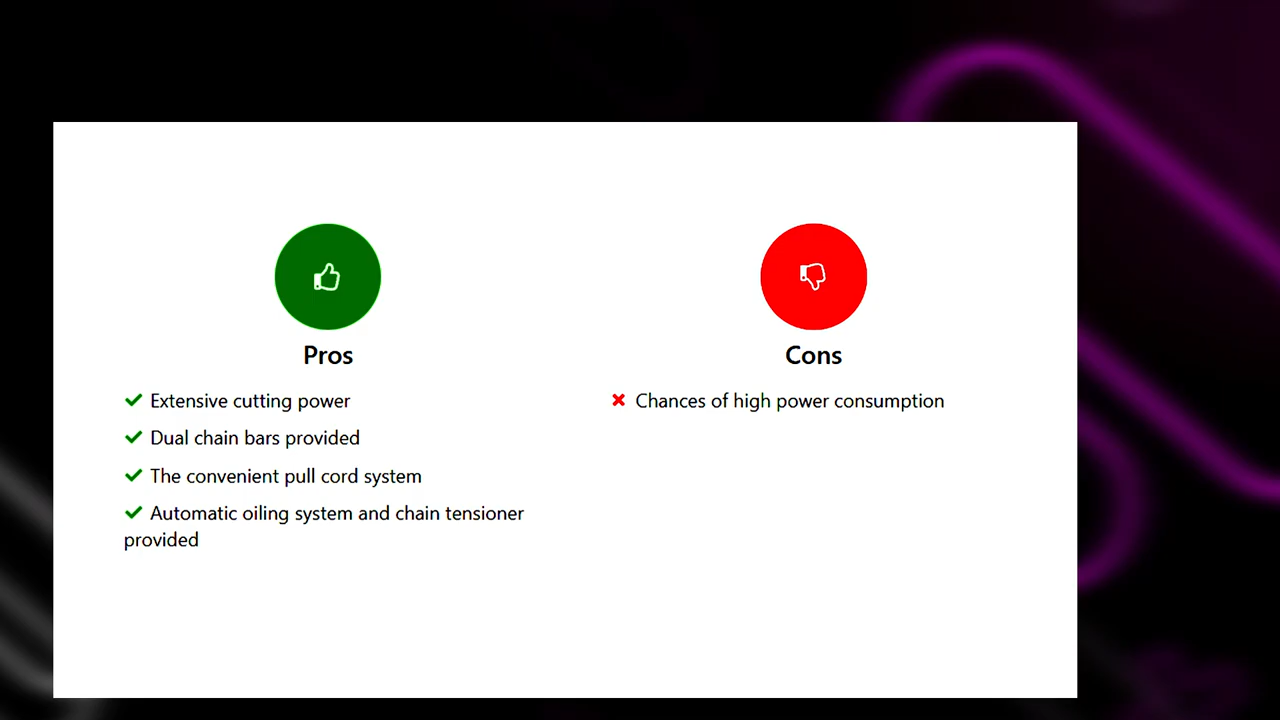 Pros
Extensive cutting power
Dual chain bars provided
The convenient pull cord system
Automatic oiling system and chain tensioner
provided
Cons
Chances of high power consumption